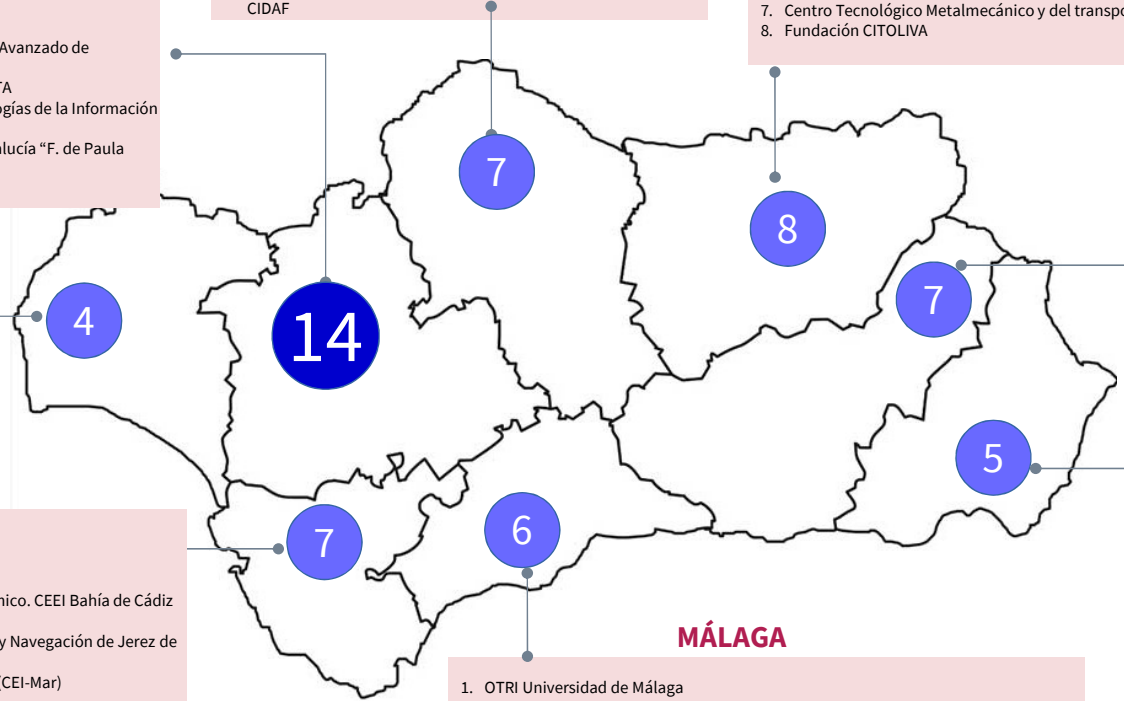 CIDAF
7. Centro Tecnológico Metalmecánico y del transpo
8. Fundación CITOLIVA
Avanzado de
TA
ogías de la Información
alucía “F. de Paula
7
8
7
4
14
5
7
6
nico. CEEI Bahía de Cádiz
y Navegación de Jerez de
(CEI-Mar)
MÁLAGA
1. OTRI Universidad de Málaga